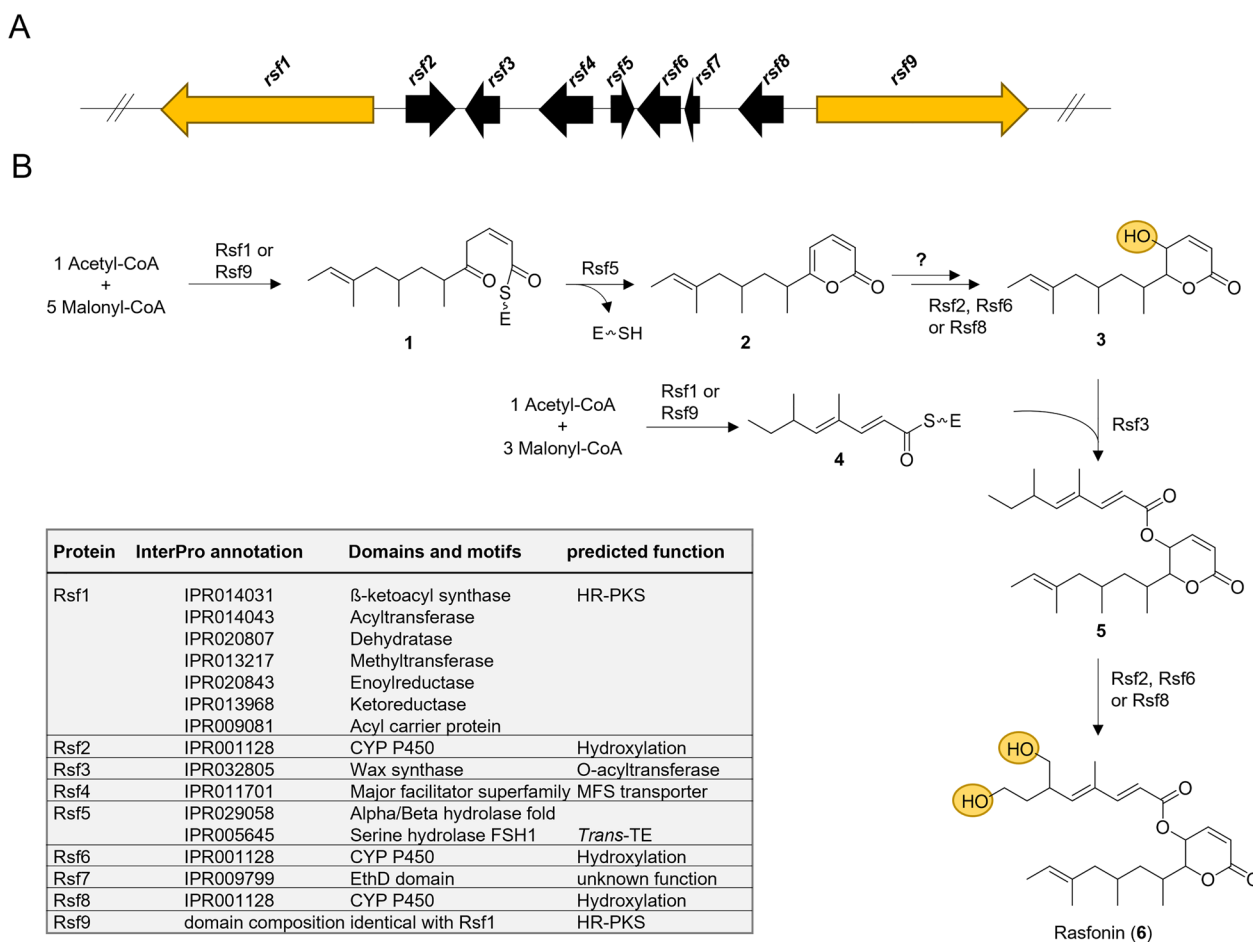 A
rsf1 rsf2 rsf3 rsf4 rsf5 rsf6 rsf7 rsf8 rsf9
B
1 Acetyl-CoA
+
5 Malonyl-CoA
Rsf1 or
Rsf9
O
O
S
E
1
Rsf5
E~SH
O
O
2
?
Rsf2, Rsf6
or Rsf8
HO
O
O
3
1 Acetyl-CoA
+
3 Malonyl-CoA
Rsf1 or
Rsf9
S~E
O
4
Rsf3
O
O
O
O
5
Rsf2, Rsf6
or Rsf8
HO
HO
O
O
O
O
Rasfonin (6)
Protein InterPro annotation Domains and motifs predicted function
Rsf1 IPR014031 ß-ketoacyl synthase HR-PKS
IPR014043 Acyltransferase
IPR020807 Dehydratase
IPR013217 Methyltransferase
IPR020843 Enoylreductase
IPR013968 Ketoreductase
IPR009081 Acyl carrier protein
Rsf2 IPR001128 CYP P450 Hydroxylation
Rsf3 IPR032805 Wax synthase O-acyltransferase
Rsf4 IPR011701 Major facilitator superfamily MFS transporter
Rsf5 IPR029058 Alpha/Beta hydrolase fold
IPR005645 Serine hydrolase FSH1 Trans-TE
Rsf6 IPR001128 CYP P450 Hydroxylation
Rsf7 IPR009799 EthD domain unknown function
Rsf8 IPR001128 CYP P450 Hydroxylation
Rsf9 domain composition identical with Rsf1 HR-PKS